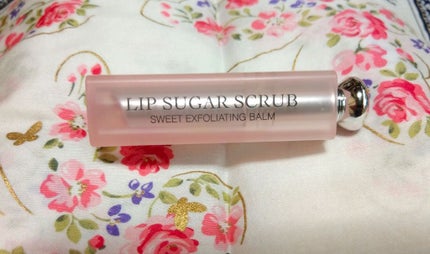 LIP SUGAR SCRUB
SWEET EXFOLIATING BALM